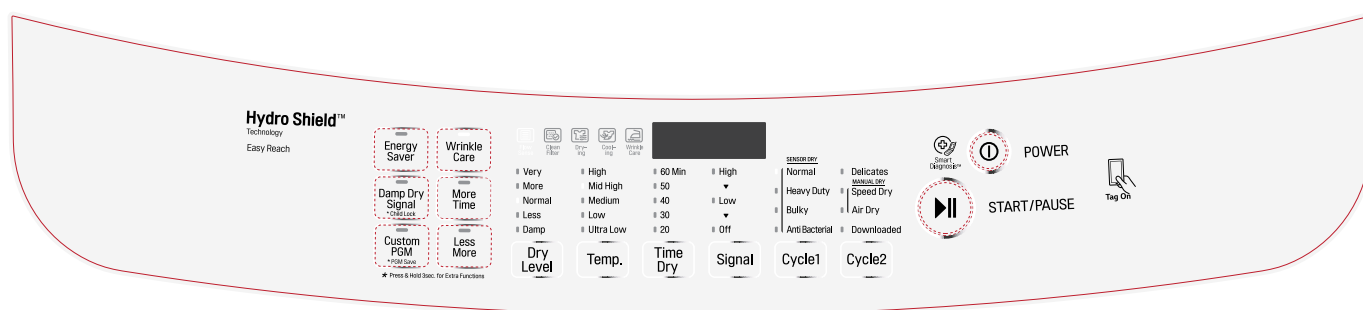 Hydro Shield™
Technology
Easy Reach
Energy
Saver
Wrinkle
Care
Damp Dry
Signal
* Child Lock
More
Time
Custom
PGM
* PGM Save
Less
More
* Press & Hold 3sec. for Extra Functions
Clean
Filter
Dry-
ing
Cool-
ing
Wrinkle
Care
Very
More
Normal
Less
Damp
Dry
Level
High
Mid High
Medium
Low
Ultra Low
Temp.
60 Min
50
40
30
20
Time
Dry
High
▼
Low
▼
Off
Signal
SENSOR DRY
Normal
Heavy Duty
Bulky
Anti Bacterial
Cycle1
Delicates
MANUAL DRY
Speed Dry
Air Dry
Downloaded
Cycle2
Smart
Diagnosis™
POWER
START/PAUSE
Tag On